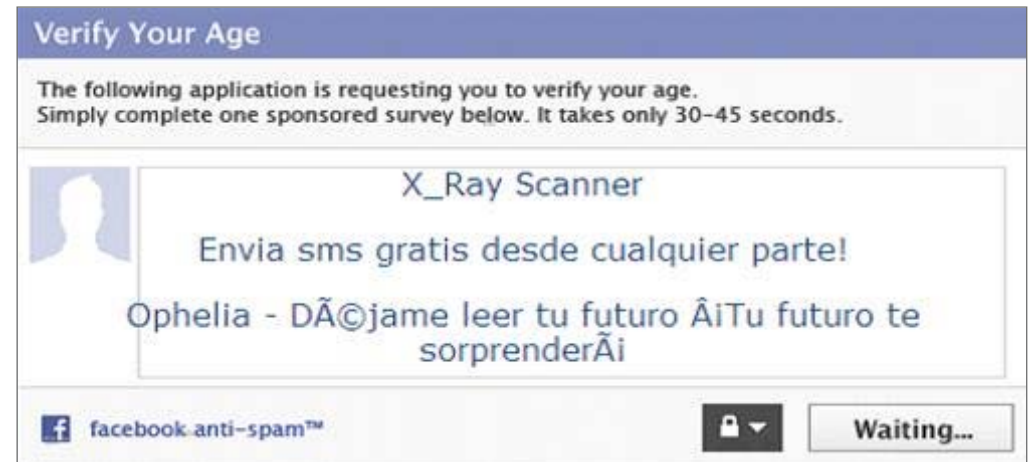 Verify Your Age
The following application is requesting you to verify your age.
Simply complete one sponsored survey below. It takes only 30-45 seconds.
X_Ray Scanner
Envia sms gratis desde cualquier parte!
Ophelia - DÃ©jame leer tu futuro Â¡Tu futuro te
sorprenderÃ¡
facebook anti-spam™
Waiting...